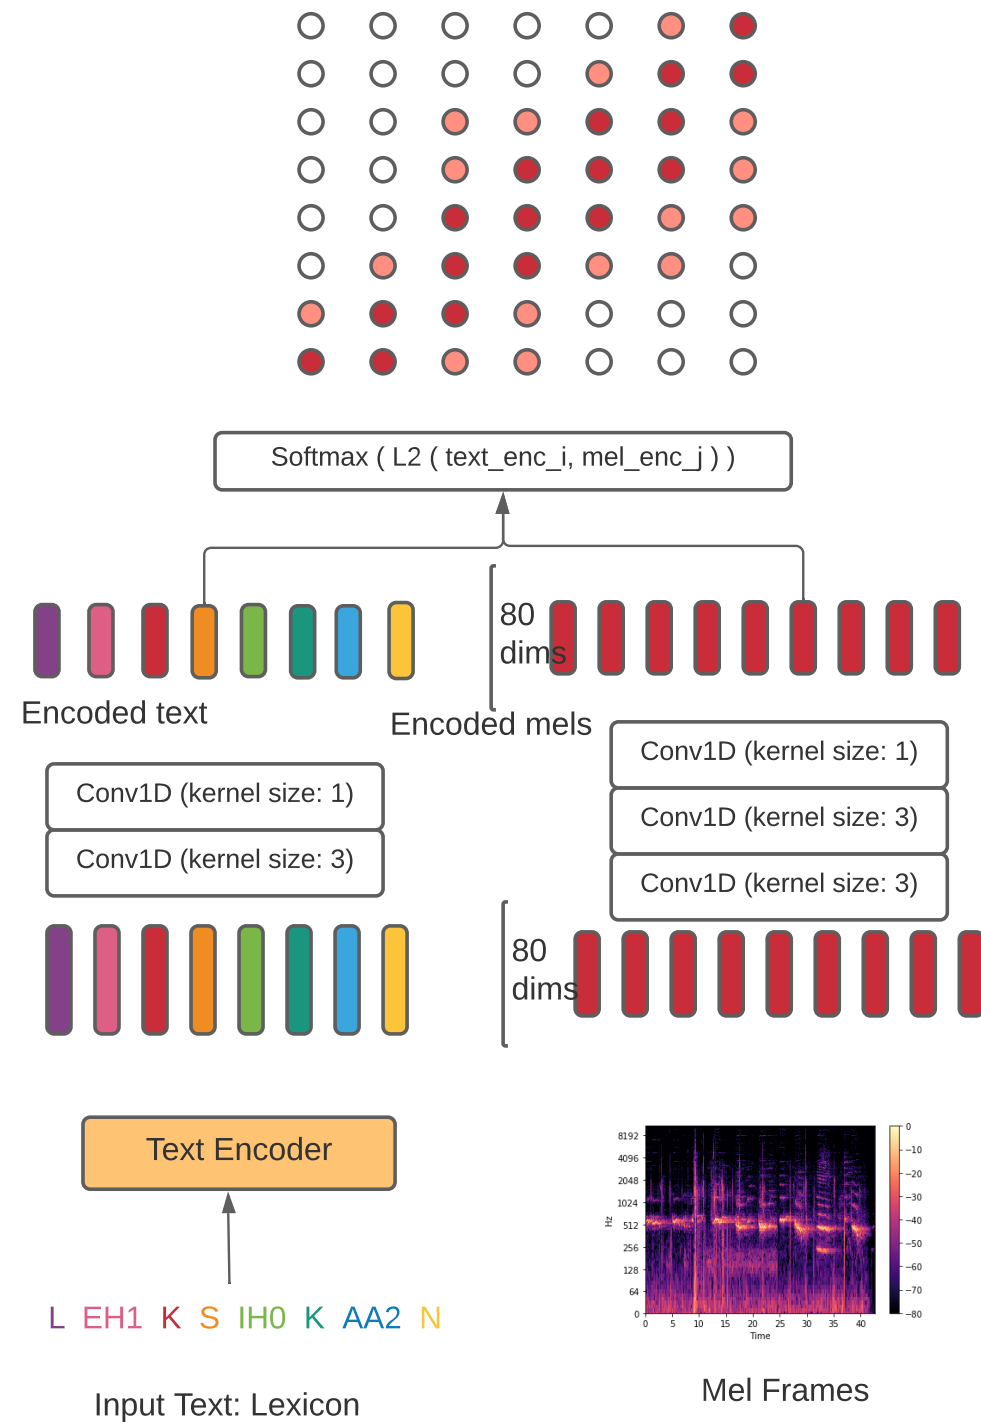 Softmax ( L2 ( text_enc_i, mel_enc_j ) )
80
dims
Encoded text
Encoded mels
Conv1D (kernel size: 1)
Conv1D (kernel size: 3)
Conv1D (kernel size: 1)
Conv1D (kernel size: 3)
Conv1D (kernel size: 3)
80
dims
Text Encoder
L EH1 K S IH0 K AA2 N
Input Text: Lexicon
8192
4096
2048
1024
512
256
128
64
0
Hz
0 5 10 15 20 25 30 35 40
Time
0
−10
−20
−30
−40
−50
−60
−70
−80
Mel Frames